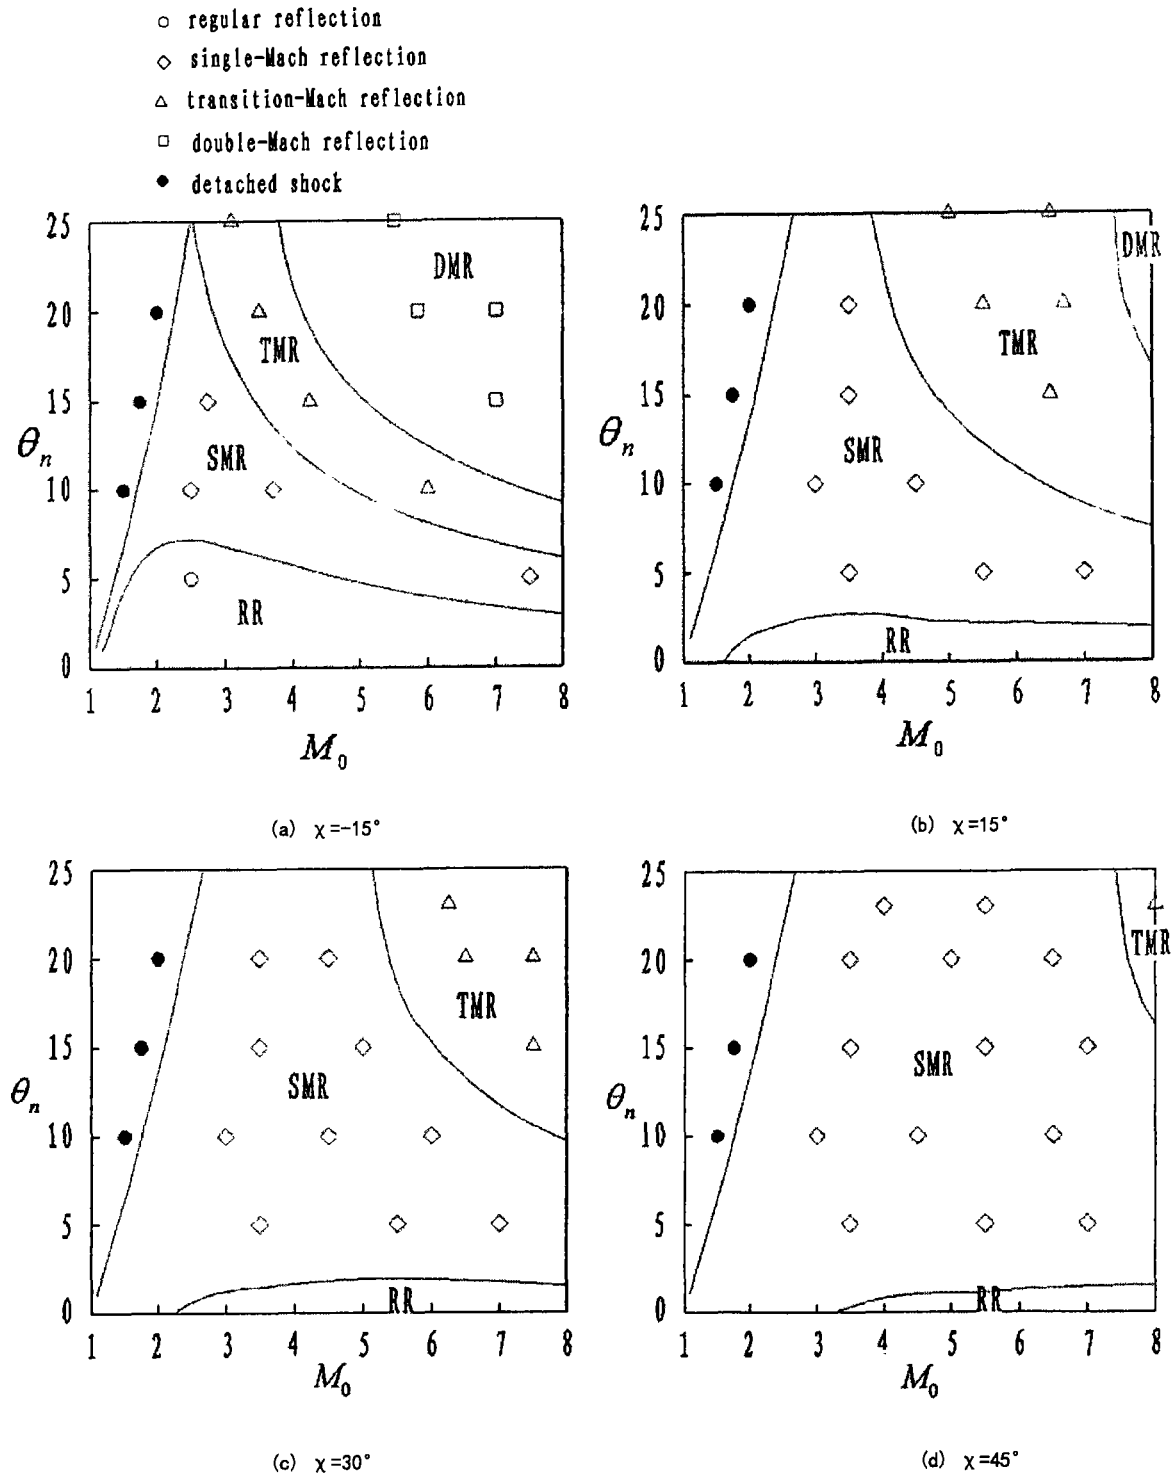 regular reflection
single-Mach reflection
transition-Mach reflection
double-Mach reflection
detached shock
25
20
15
10
5
0
θn
DMR
TMR
SMR
RR
1 2 3 4 5 6 7 8
M0
(a) χ=-15°
25
20
15
10
5
0
θn
DMR
TMR
SMR
RR
1 2 3 4 5 6 7 8
M0
(b) χ=15°
25
20
15
10
5
0
θn
TMR
SMR
RR
1 2 3 4 5 6 7 8
M0
(c) χ=30°
25
20
15
10
5
0
θn
TMR
SMR
RR
1 2 3 4 5 6 7 8
M0
(d) χ=45°